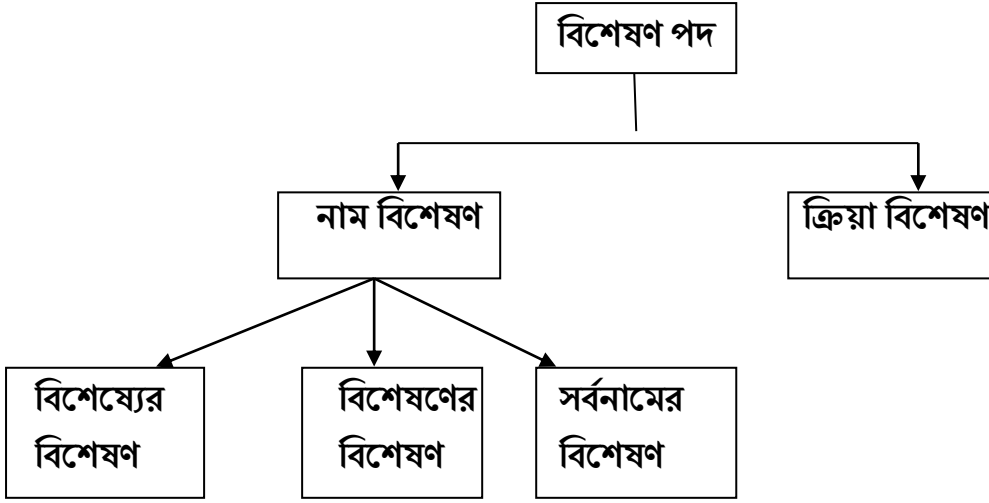 বিশেষণ পদ
নাম বিশেষণ
ক্রিয়া বিশেষণ
বিশেষ্যের
বিশেষণ
বিশেষণের
বিশেষণ
সর্বনামের
বিশেষণ